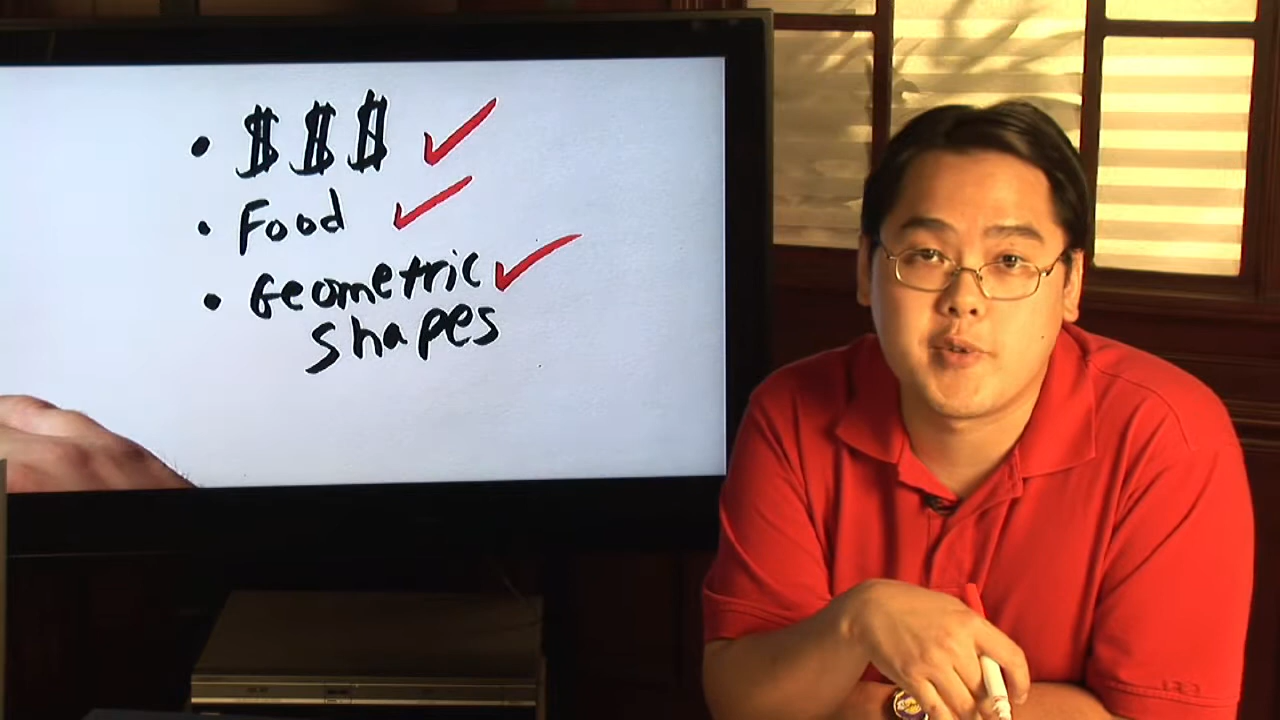 • $ $ $ ✓
• Food ✓
• Geometric ✓
shapes